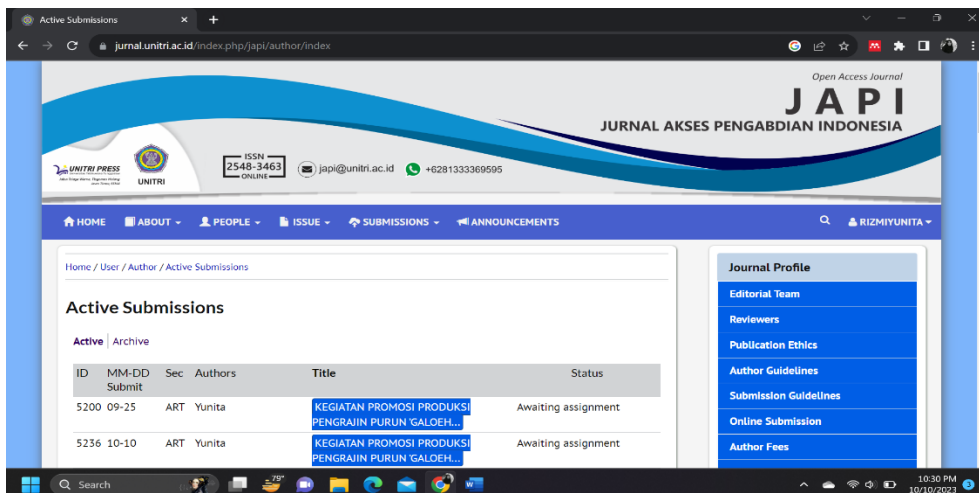 Active Submissions
jurnal.unitri.ac.id/index.php/japi/author/index
Open Access Journal
JAPI
JURNAL AKSES PENGABDIAN INDONESIA
UNITRI PRESS
UNITRI
ISSN
2548-3463
ONLINE
japi@unitri.ac.id
+6281333369595
HOME ABOUT PEOPLE ISSUE SUBMISSIONS ANNOUNCEMENTS RIZMIYUNITA
Home / User / Author / Active Submissions
Active Submissions
Active Archive
ID MM-DD Submit Sec Authors Title Status
5200 09-25 ART Yunita KEGIATAN PROMOSI PRODUKSI Awaiting assignment
PENGRAJIN PURUN 'GALOEH...
5236 10-10 ART Yunita KEGIATAN PROMOSI PRODUKSI Awaiting assignment
PENGRAJIN PURUN 'GALOEH...
Journal Profile
Editorial Team
Reviewers
Publication Ethics
Author Guidelines
Submission Guidelines
Online Submission
Author Fees
Search
79°
10:30 PM
10/10/2023
3